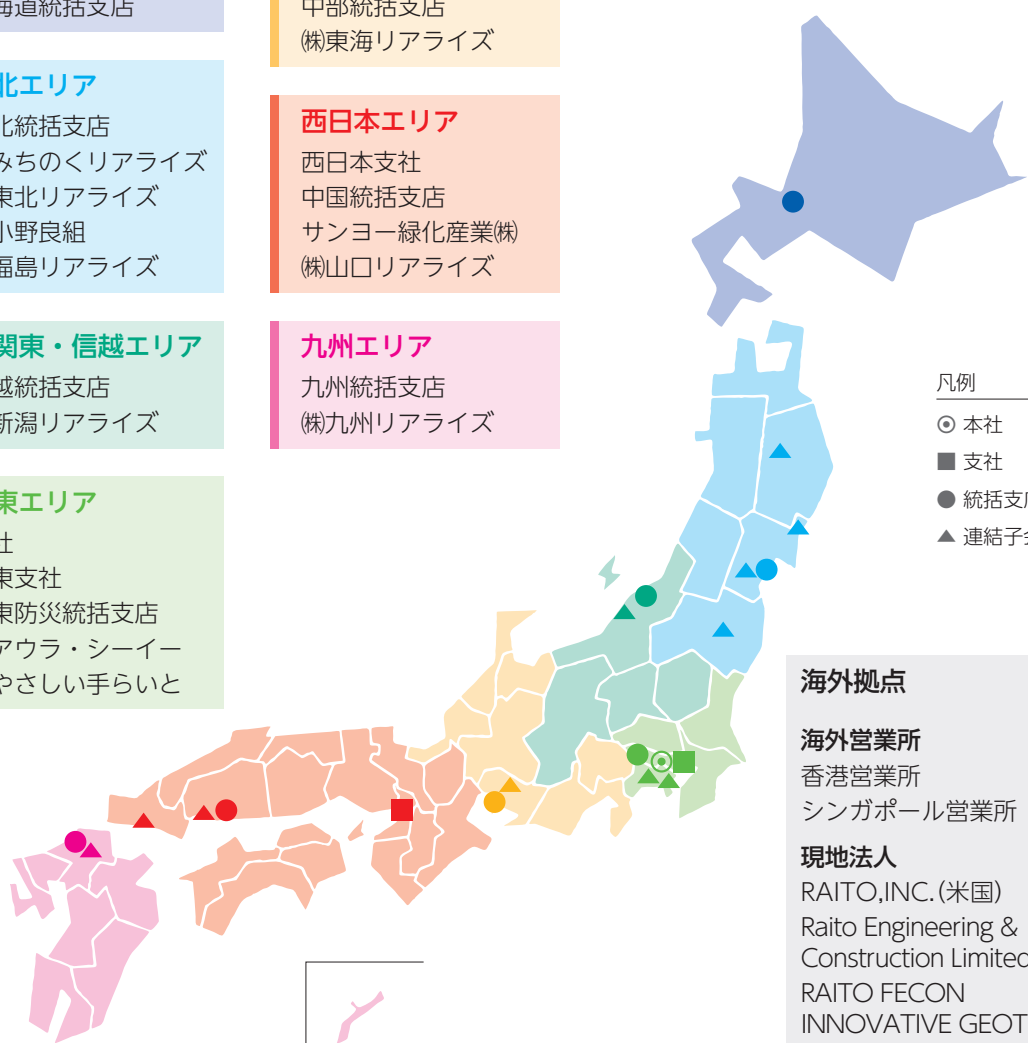 海道統括支店
北エリア
北統括支店
みちのくリアライズ
東北リアライズ
小野良組
福島リアライズ
関東・信越エリア
越統括支店
新潟リアライズ
東エリア
社
東支社
東防災統括支店
アウラ・シーイー
やさしい手らいと
中部統括支店
㈱東海リアライズ
西日本エリア
西日本支社
中国統括支店
サンヨー緑化産業㈱
㈱山口リアライズ
九州エリア
九州統括支店
㈱九州リアライズ
凡例
本社
支社
統括支店
連結子会
海外拠点
海外営業所
香港営業所
シンガポール営業所
現地法人
RAITO,INC.(米国)
Raito Engineering &
Construction Limited
RAITO FECON
INNOVATIVE GEOT